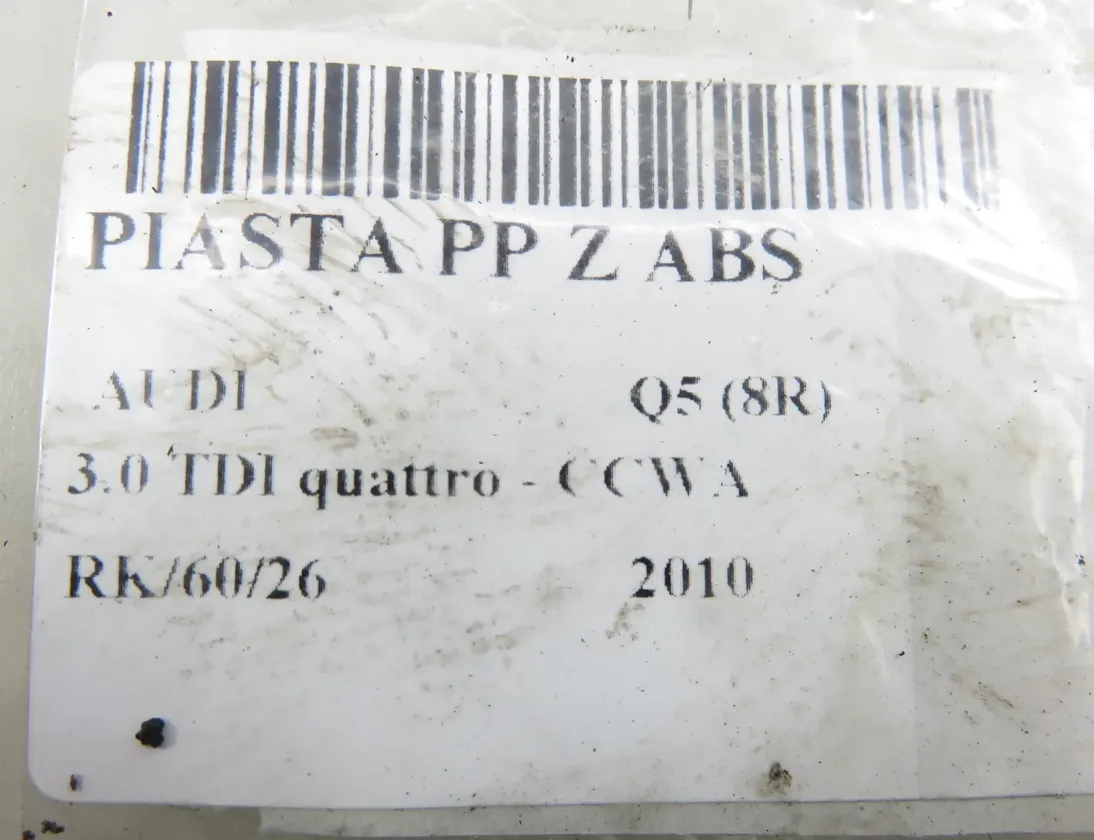 PIASTA PP Z ABS
AUDI Q5 (8R)
3.0 TDI quattro - CCWA
RK/60/26 2010